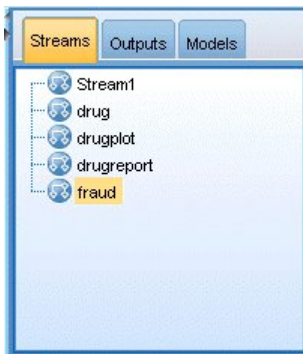 Streams Outputs Models
Stream1
drug
drugplot
drugreport
fraud